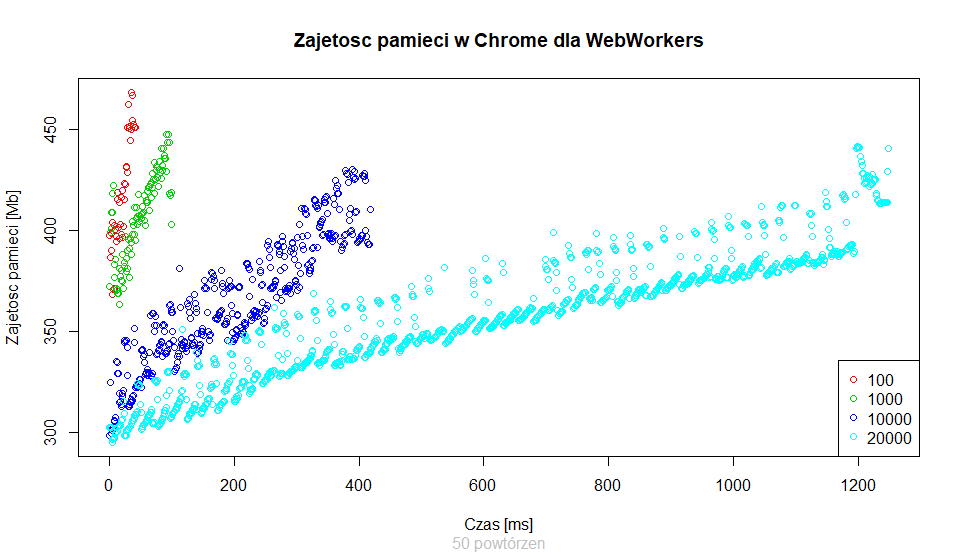 Zajetosc pamieci w Chrome dla WebWorkers
Zajetosc pamieci [Mb]
450
400
350
300
0 200 400 600 800 1000 1200
100
1000
10000
20000
Czas [ms]
50 powtórzen